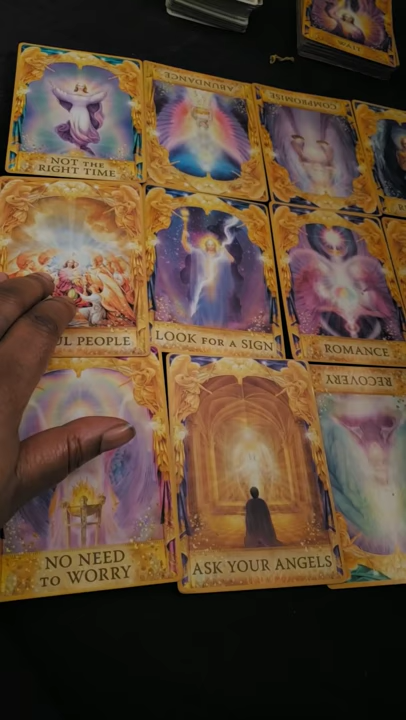 WAIT
ABUNDANCE
COMPROMISE
NOT THE
RIGHT TIME
PEOPLE
LOOK FOR A SIGN
ROMANCE
RECOVERY
NO NEED
TO WORRY
ASK YOUR ANGELS